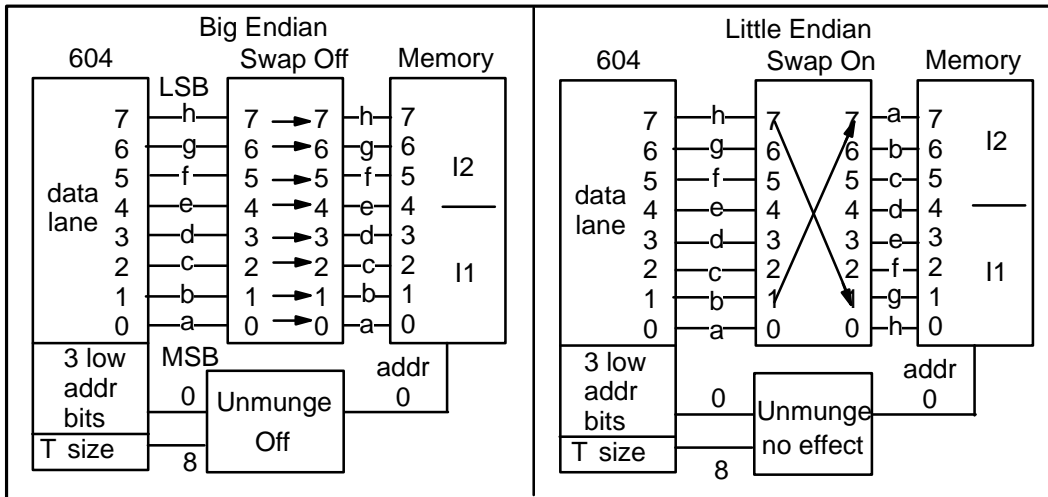 Big Endian
604 Swap Off Memory
LSB
7 h 7 7 h 7
6 g 6 6 g 6
5 f 5 5 f 5
4 e 4 4 e 4
3 d 3 3 d 3
2 c 2 2 c 2
1 b 1 1 b 1
0 a 0 0 a 0
data
lane
I2
I1
MSB
3 low
addr
bits
T size
0
8
Unmunge
Off
addr
0
Little Endian
604 Swap On Memory
7 h 7 7 a 7
6 g 6 6 b 6
5 f 5 5 c 5
4 e 4 4 d 4
3 d 3 3 e 3
2 c 2 2 f 2
1 b 1 1 g 1
0 a 0 0 h 0
data
lane
I2
I1
3 low
addr
bits
T size
0
8
Unmunge
no effect
addr
0